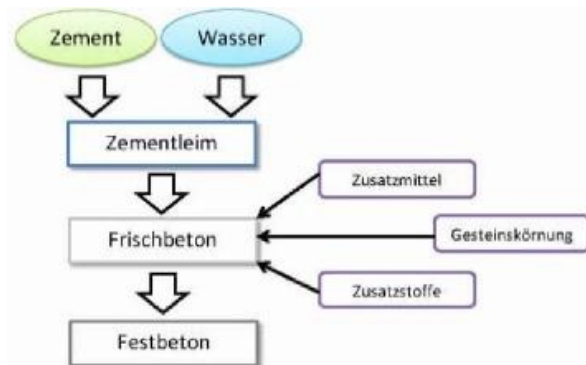 Zement
Wasser
Zementleim
Zusatzmittel
Frischbeton
Gesteinskörnung
Zusatzstoffe
Festbeton